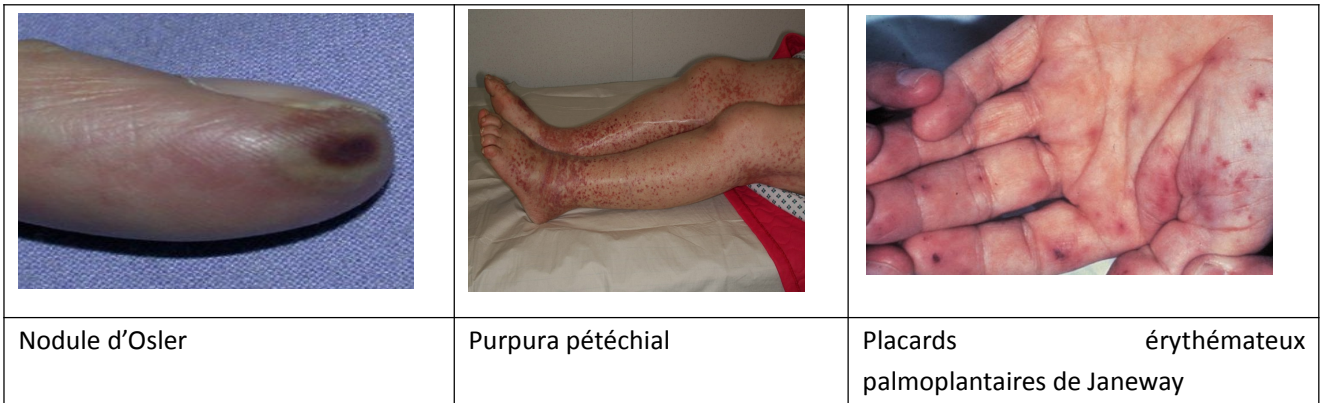 Nodule d’Osler
Purpura pétéchial
Placards érythémateux
palmoplantaires de Janeway